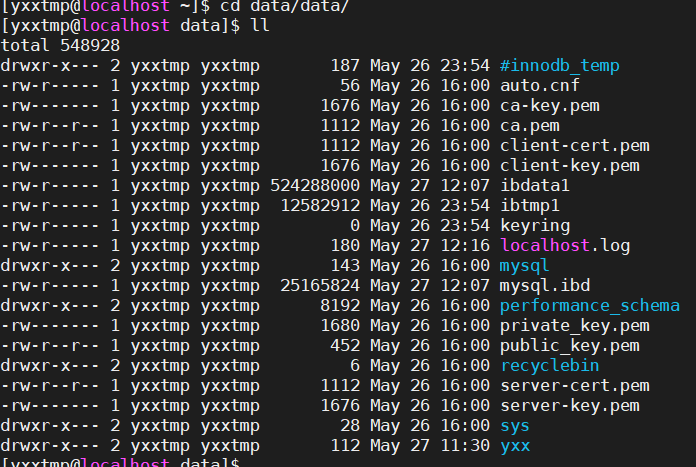 [yxxtmp@localhost ~]$ cd data/data/
[yxxtmp@localhost data]$ ll
total 548928
drwxr-x--- 2 yxxtmp yxxtmp       187 May 26 23:54 #innodb_temp
-rw-r----- 1 yxxtmp yxxtmp        56 May 26 16:00 auto.cnf
-rw------- 1 yxxtmp yxxtmp      1676 May 26 16:00 ca-key.pem
-rw-r--r-- 1 yxxtmp yxxtmp      1112 May 26 16:00 ca.pem
-rw-r--r-- 1 yxxtmp yxxtmp      1112 May 26 16:00 client-cert.pem
-rw------- 1 yxxtmp yxxtmp      1676 May 26 16:00 client-key.pem
-rw-r----- 1 yxxtmp yxxtmp 524288000 May 27 12:07 ibdata1
-rw-r----- 1 yxxtmp yxxtmp  12582912 May 26 23:54 ibtmp1
-rw-r----- 1 yxxtmp yxxtmp         0 May 26 23:54 keyring
-rw-r----- 1 yxxtmp yxxtmp       180 May 27 12:16 localhost.log
drwxr-x--- 2 yxxtmp yxxtmp       143 May 26 16:00 mysql
-rw-r----- 1 yxxtmp yxxtmp  25165824 May 27 12:07 mysql.ibd
drwxr-x--- 2 yxxtmp yxxtmp      8192 May 26 16:00 performance_schema
-rw------- 1 yxxtmp yxxtmp      1680 May 26 16:00 private_key.pem
-rw-r--r-- 1 yxxtmp yxxtmp       452 May 26 16:00 public_key.pem
drwxr-x--- 2 yxxtmp yxxtmp         6 May 26 16:00 recyclebin
-rw-r--r-- 1 yxxtmp yxxtmp      1112 May 26 16:00 server-cert.pem
-rw------- 1 yxxtmp yxxtmp      1676 May 26 16:00 server-key.pem
drwxr-x--- 2 yxxtmp yxxtmp        28 May 26 16:00 sys
drwxr-x--- 2 yxxtmp yxxtmp       112 May 27 11:30 yxx
[yxxtmp@localhost data]$